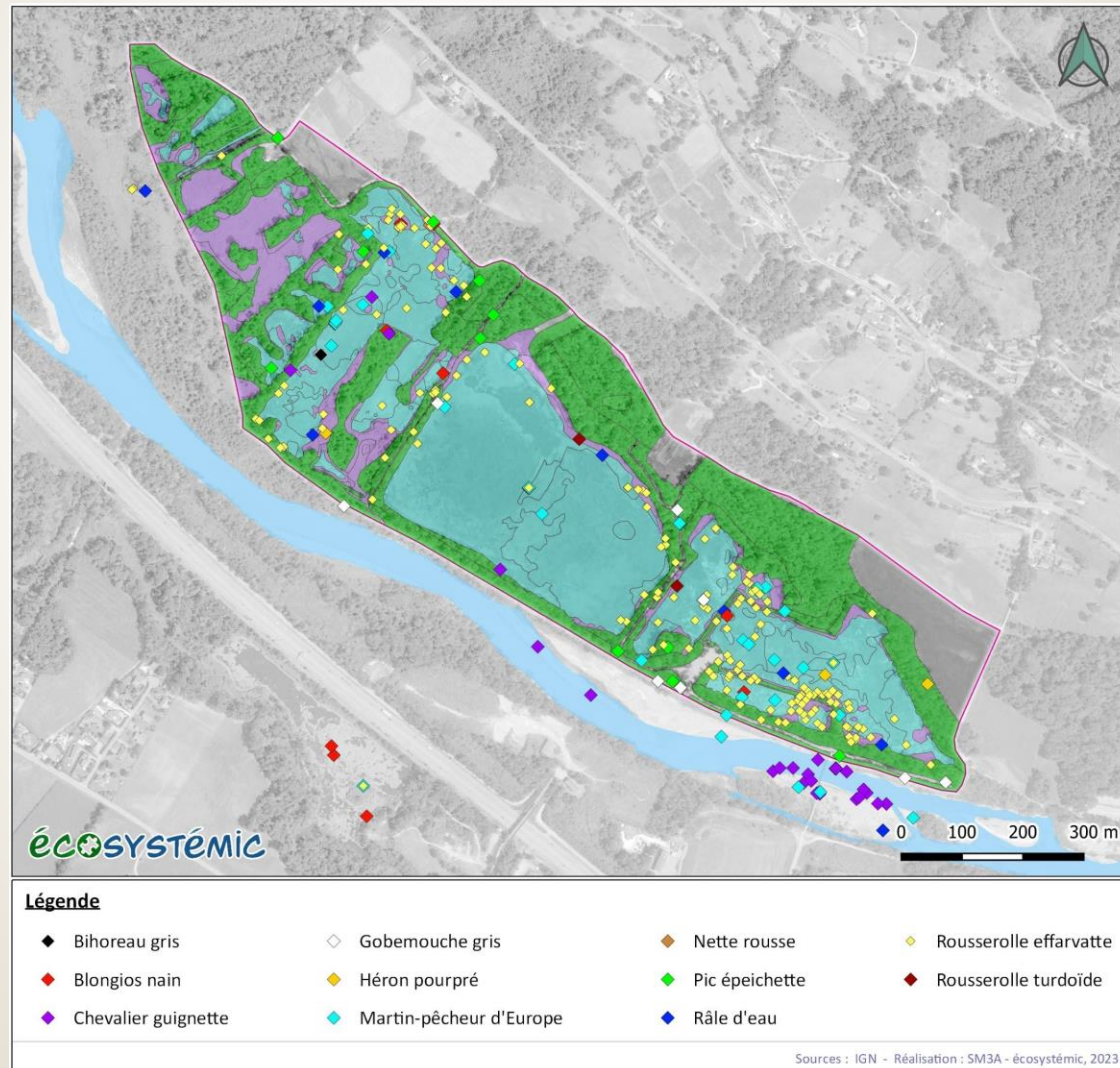 écosystémic
0 100 200 300 m
Légende
Bihoreau gris
Blongios nain
Chevalier guignette
Gobemouche gris
Héron pourpré
Martin-pêcheur d'Europe
Nette rousse
Pic épeichette
Râle d'eau
Rousserolle effarvatte
Rousserolle turdoïde
Sources : IGN - Réalisation : SM3A - écosystémic, 2023